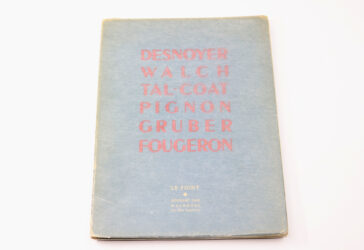 DESNOYER
WALCH
TAL-COAT
PIGNON
GRUBER
FOUGERON
LE POINT